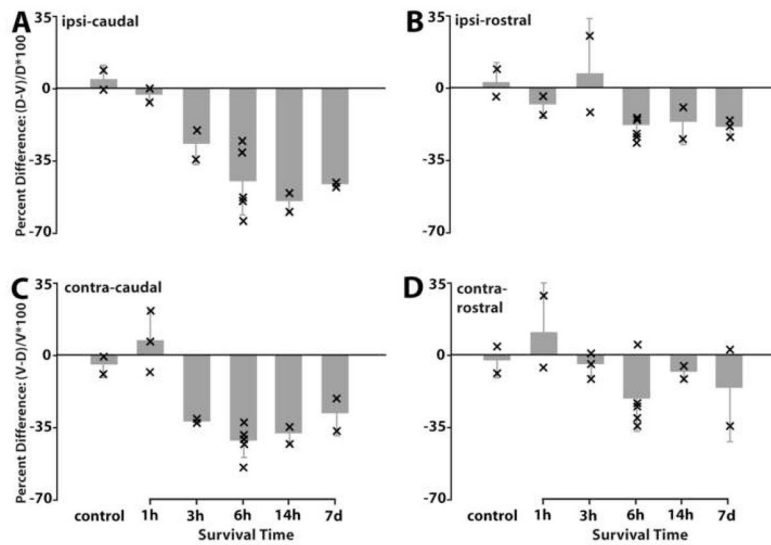 A
ipsi-caudal
35
0
-35
-70
Percent Difference: (D-V)/D*100
B
ipsi-rostral
35
0
-35
-70
C
contra-caudal
35
0
-35
-70
Percent Difference: (V-D)/V*100
control 1h 3h 6h 14h 7d
Survival Time
D
contra-
rostral
35
0
-35
-70
control 1h 3h 6h 14h 7d
Survival Time